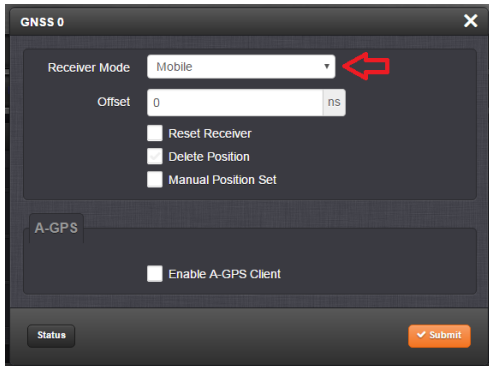 GNSS 0
Receiver Mode Mobile
Offset 0 ns
Reset Receiver
Delete Position
Manual Position Set
A-GPS
Enable A-GPS Client
Status Submit